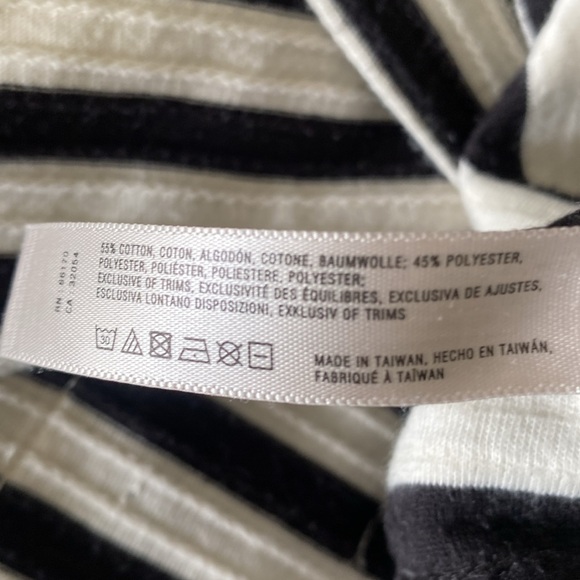 RN 66170
CA 32054
55% COTTON, COTON, ALGODÓN, COTONE, BAUMWOLLE; 45% POLYESTER,
POLYESTER, POLIÉSTER, POLIESTERE, POLYESTER;
EXCLUSIVE OF TRIMS, EXCLUSIVITÉ DES ÉQUILIBRES, EXCLUSIVA DE AJUSTES,
ESCLUSIVA LONTANO DISPOSIZIONI, EXKLUSIV OF TRIMS
30
MADE IN TAIWAN, HECHO EN TAIWÁN,
FABRIQUÉ À TAÏWAN